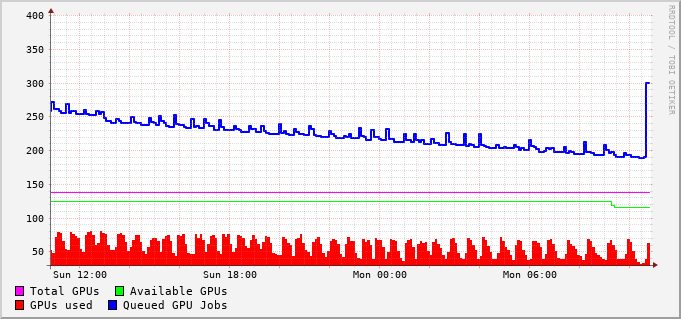 400
350
300
250
200
150
100
50
Sun 12:00 Sun 18:00 Mon 00:00 Mon 06:00
Total GPUs Available GPUs
GPUs used Queued GPU Jobs
RRDTOOL / TOBI OETIKER